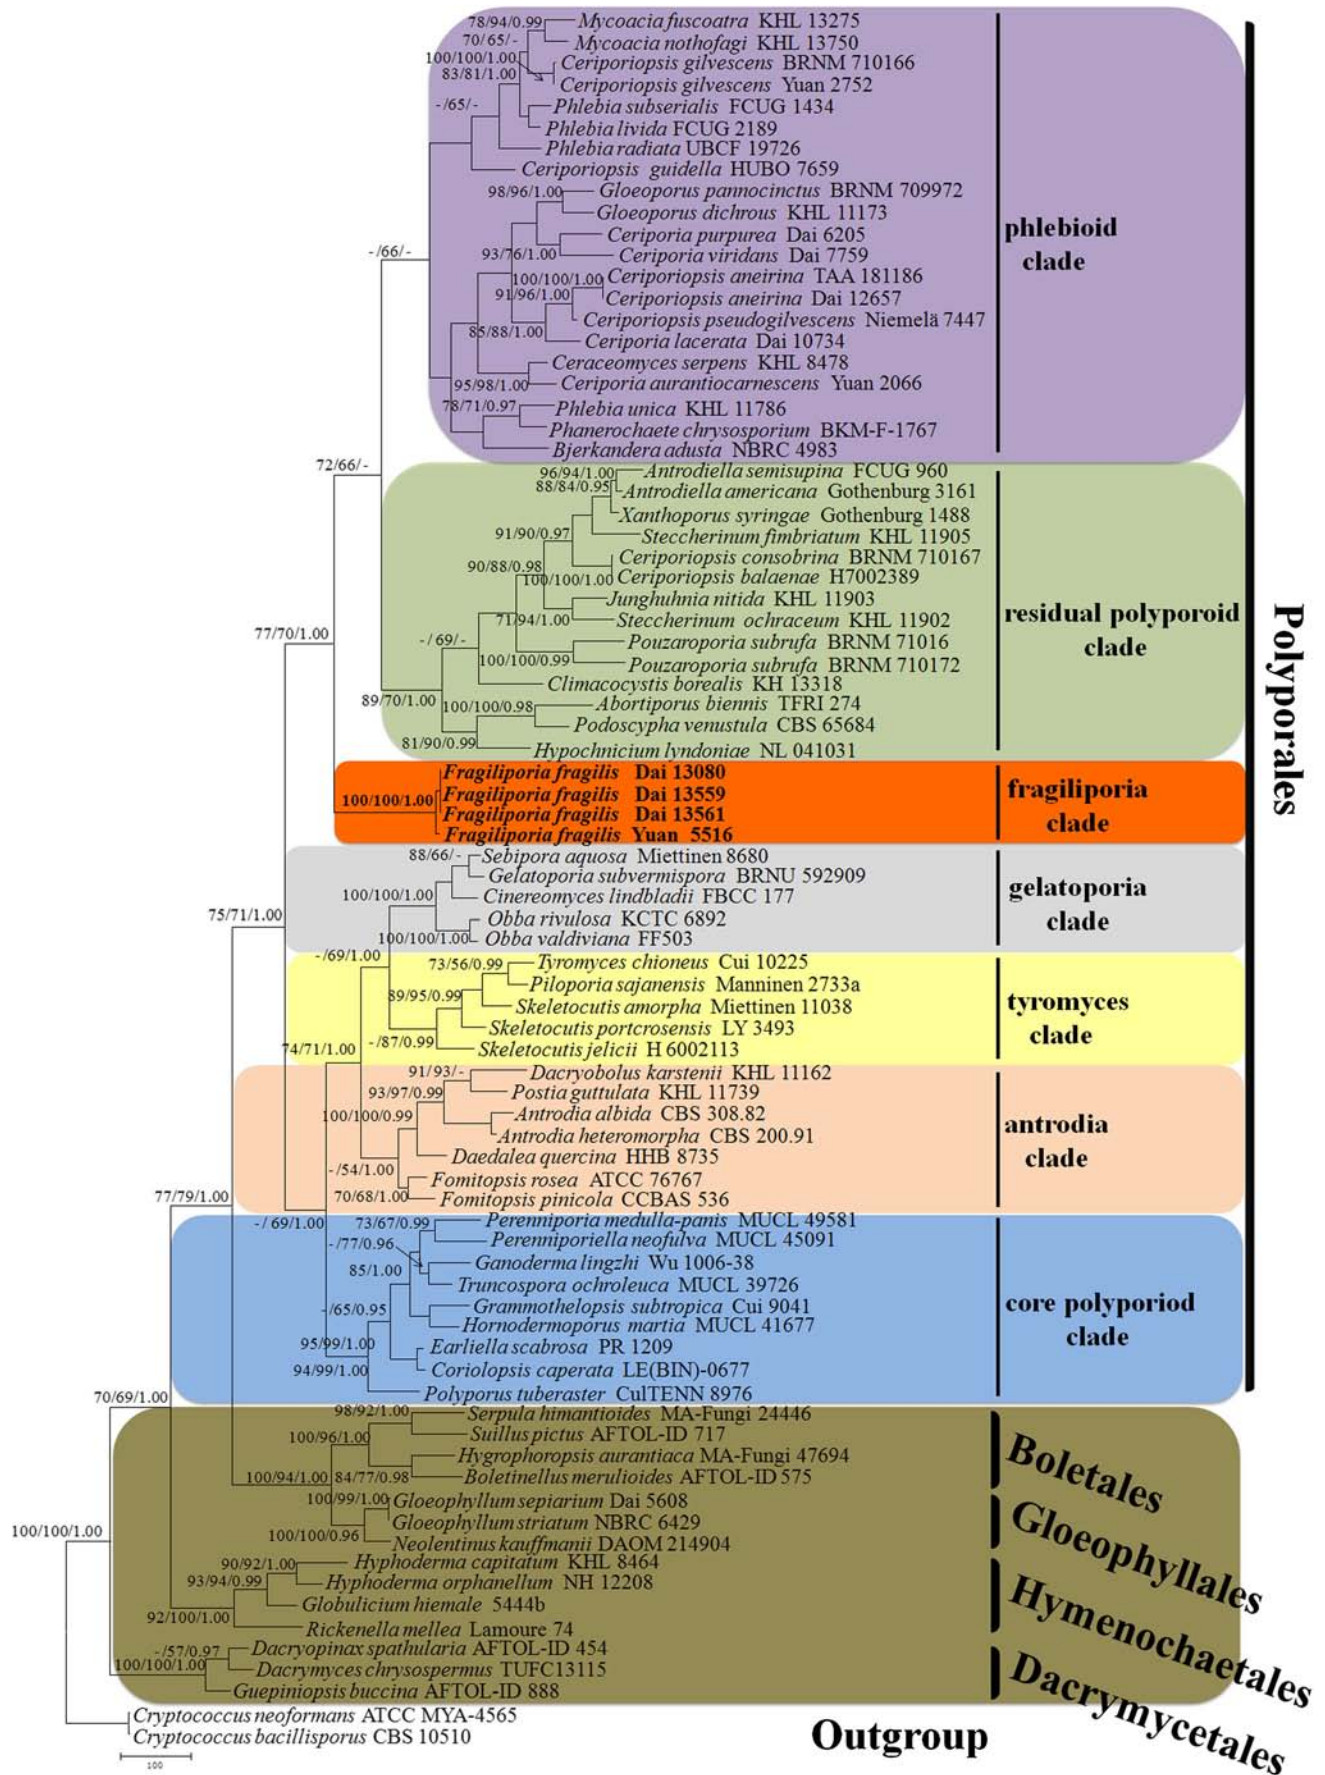 78/94/0.99
Mycoacia fuscoatra KHL 13275
70/65/-
Mycoacia nothofagi KHL 13750
100/100/1.00
Ceriporiopsis gilvescens BRNM 710166
83/81/1.00
Ceriporiopsis gilvescens Yuan 2752
-/65/-
Phlebia subserialis FCUG 1434
Phlebia livida FCUG 2189
Phlebia radiata UBCF 19726
Ceriporiopsis guidella HUBO 7659
98/96/1.00
Gloeoporus pannocinctus BRNM 709972
Gloeoporus dichrous KHL 11173
Ceriporia purpurea Dai 6205
93/76/1.00
Ceriporia viridans Dai 7759
-/66/-
100/100/1.00
Ceriporiopsis aneirina TAA 181186
91/96/1.00
Ceriporiopsis aneirina Dai 12657
Ceriporiopsis pseudogilvescens Niemelä 7447
85/88/1.00
Ceriporia lacerata Dai 10734
Ceraceomyces serpens KHL 8478
95/98/1.00
Ceriporia aurantiocarnescens Yuan 2066
78/71/0.97
Phlebia unica KHL 11786
Phanerochaete chrysosporium BKM-F-1767
Bjerkandera adusta NBRC 4983
phlebioid
clade
72/66/-
96/94/1.00
Antrodiella semisupina FCUG 960
88/84/0.95
Antrodiella americana Gothenburg 3161
Xanthoporus syringae Gothenburg 1488
91/90/0.97
Steccherinum fimbriatum KHL 11905
Ceriporiopsis consobrina BRNM 710167
90/88/0.98
100/100/1.00
Ceriporiopsis balaenae H7002389
Junghuhnia nitida KHL 11903
71/94/1.00
Steccherinum ochraceum KHL 11902
-/69/-
Pouzaroporia subrufa BRNM 71016
100/100/0.99
Pouzaroporia subrufa BRNM 710172
Climacocystis borealis KH 13318
89/70/1.00
100/100/0.98
Abortiporus biennis TFRI 274
Podoscypha venustula CBS 65684
81/90/0.99
Hypochnicium lyndoniae NL 041031
residual polyporoid
clade
77/70/1.00
Fragiliporia fragilis Dai 13080
100/100/1.00
Fragiliporia fragilis Dai 13559
Fragiliporia fragilis Dai 13561
Fragiliporia fragilis Yuan 5516
fragiliporia
clade
88/66/-
Sebipora aquosa Miettinen 8680
Gelatoporia subvermispora BRNU 592909
100/100/1.00
Cinereomyces lindbladii FBCC 177
Obba rivulosa KCTC 6892
100/100/1.00
Obba valdiviana FF503
gelatoporia
clade
75/71/1.00
-/69/1.00
73/56/0.99
Tyromyces chioneus Cui 10225
Piloporia sajanensis Manninen 2733a
89/95/0.99
Skeletocutis amorpha Miettinen 11038
Skeletocutis portcrosensis LY 3493
-/87/0.99
Skeletocutis jelicii H 6002113
tyromyces
clade
74/71/1.00
91/93/-
Dacryobolus karstenii KHL 11162
93/97/0.99
Postia guttulata KHL 11739
100/100/0.99
Antrodia albida CBS 308.82
Antrodia heteromorpha CBS 200.91
Daedalea quercina HHB 8735
-/54/1.00
Fomitopsis rosea ATCC 76767
70/68/1.00
Fomitopsis pinicola CCBAS 536
antrodia
clade
77/79/1.00
-/ 69/1.00
73/67/0.99
Perenniporia medulla-panis MUCL 49581
-/77/0.96
Perenniporiella neofulva MUCL 45091
Ganoderma lingzhi Wu 1006-38
85/1.00
Truncospora ochroleuca MUCL 39726
-/65/0.95
Grammothelopsis subtropica Cui 9041
Hornodermoporus martia MUCL 41677
95/99/1.00
Earliella scabrosa PR 1209
94/99/1.00
Coriolopsis caperata LE(BIN)-0677
Polyporus tuberaster CulTENN 8976
core polyporiod
clade
Polyporales
70/69/1.00
98/92/1.00
Serpula himantioides MA-Fungi 24446
100/96/1.00
Suillus pictus AFTOL-ID 717
Hygrophoropsis aurantiaca MA-Fungi 47694
100/94/1.00
84/77/0.98
Boletinellus merulioides AFTOL-ID 575
Boletales
100/99/1.00
Gloeophyllum sepiarium Dai 5608
Gloeophyllum striatum NBRC 6429
100/100/0.96
Neolentinus kauffmanii DAOM 214904
Gloeophyllales
100/100/1.00
90/92/1.00
Hyphoderma capitatum KHL 8464
93/94/0.99
Hyphoderma orphanellum NH 12208
Globulicium hiemale 5444b
92/100/1.00
Rickenella mellea Lamoure 74
Hymenochaetales
-/57/0.97
Dacryopinax spathularia AFTOL-ID 454
100/100/1.00
Dacrymyces chrysospermus TUFC13115
Guepiniopsis buccina AFTOL-ID 888
Dacrymycetales
Cryptococcus neoformans ATCC MYA-4565
Cryptococcus bacillisporus CBS 10510
Outgroup
100